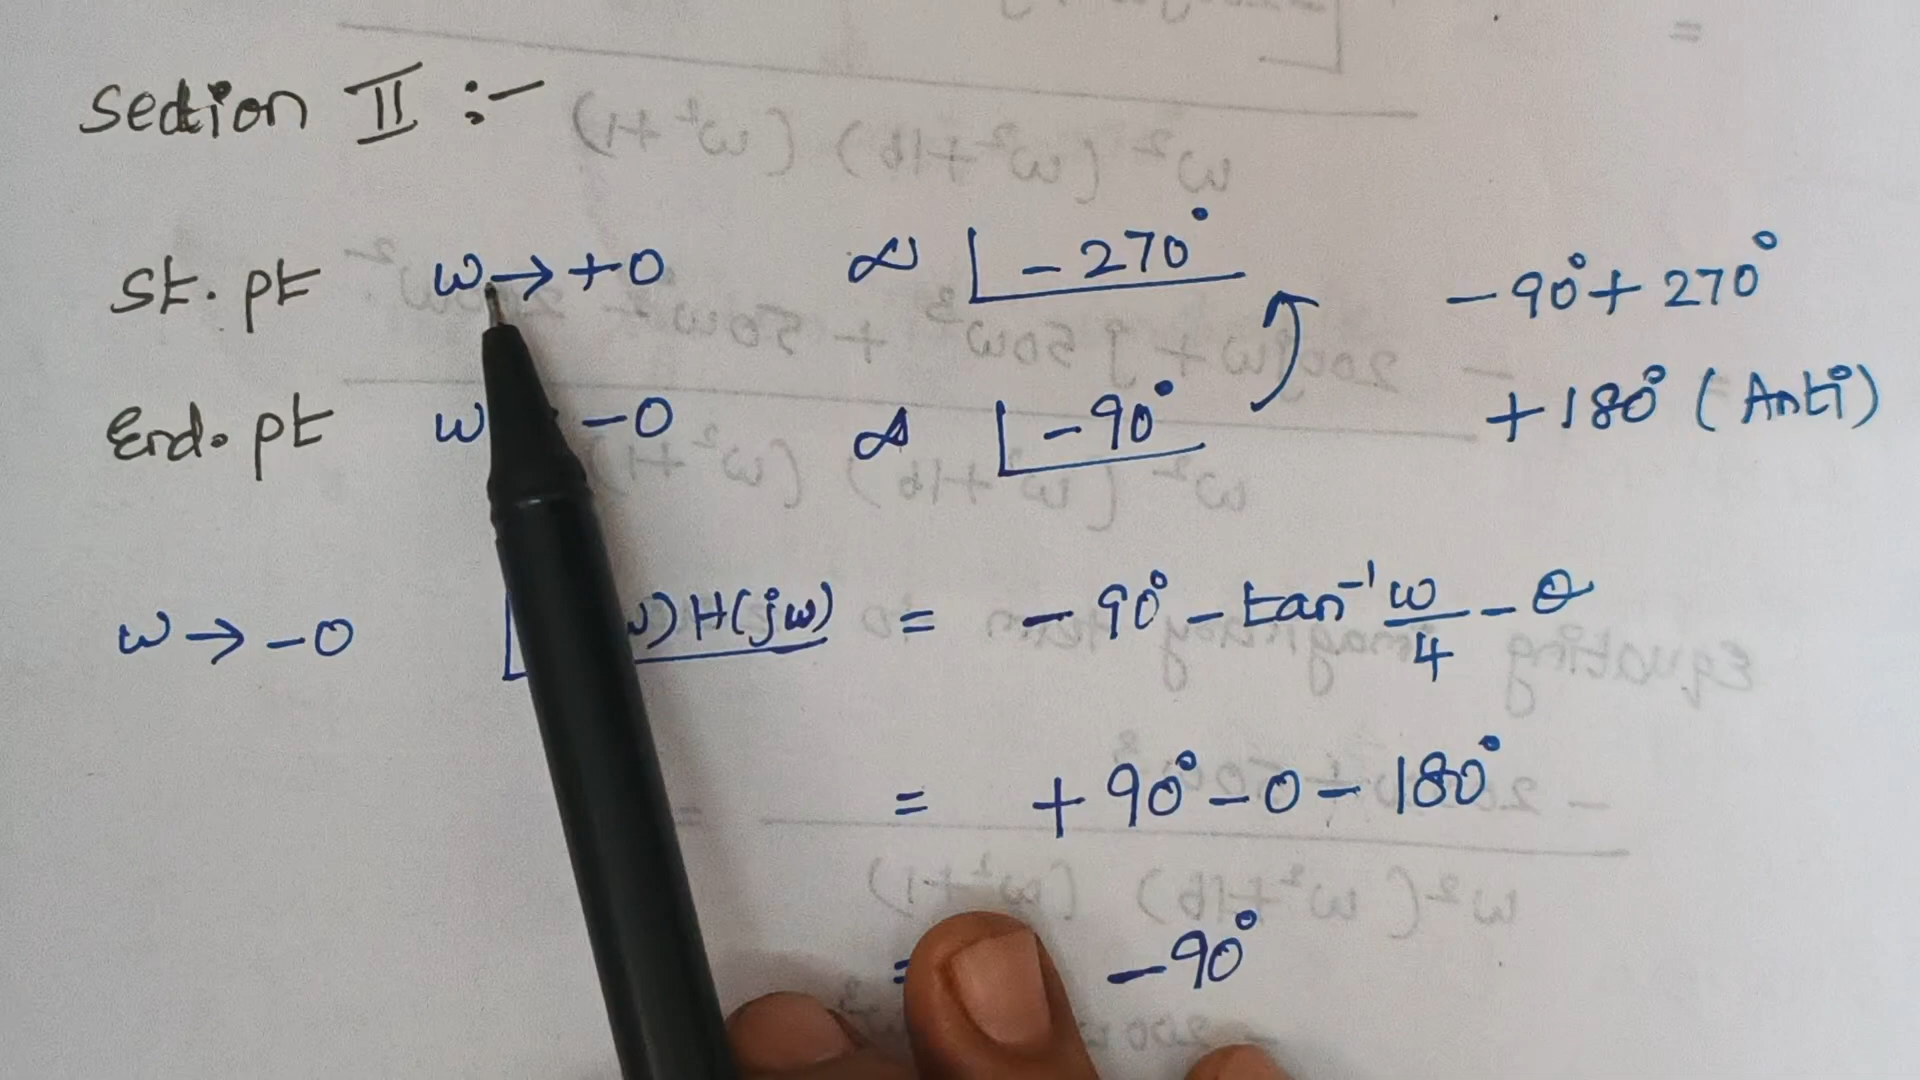 Section II :-
St. pt ω → +0 ∞ ∠-270°
-90° + 270°
End. pt ω -0 ∞ ∠-90°
+180° (Anti)
ω → -0 ω) H(jω) = -90° - tan⁻¹ ω/4 - θ
= +90° - 0 - 180°
= -90°